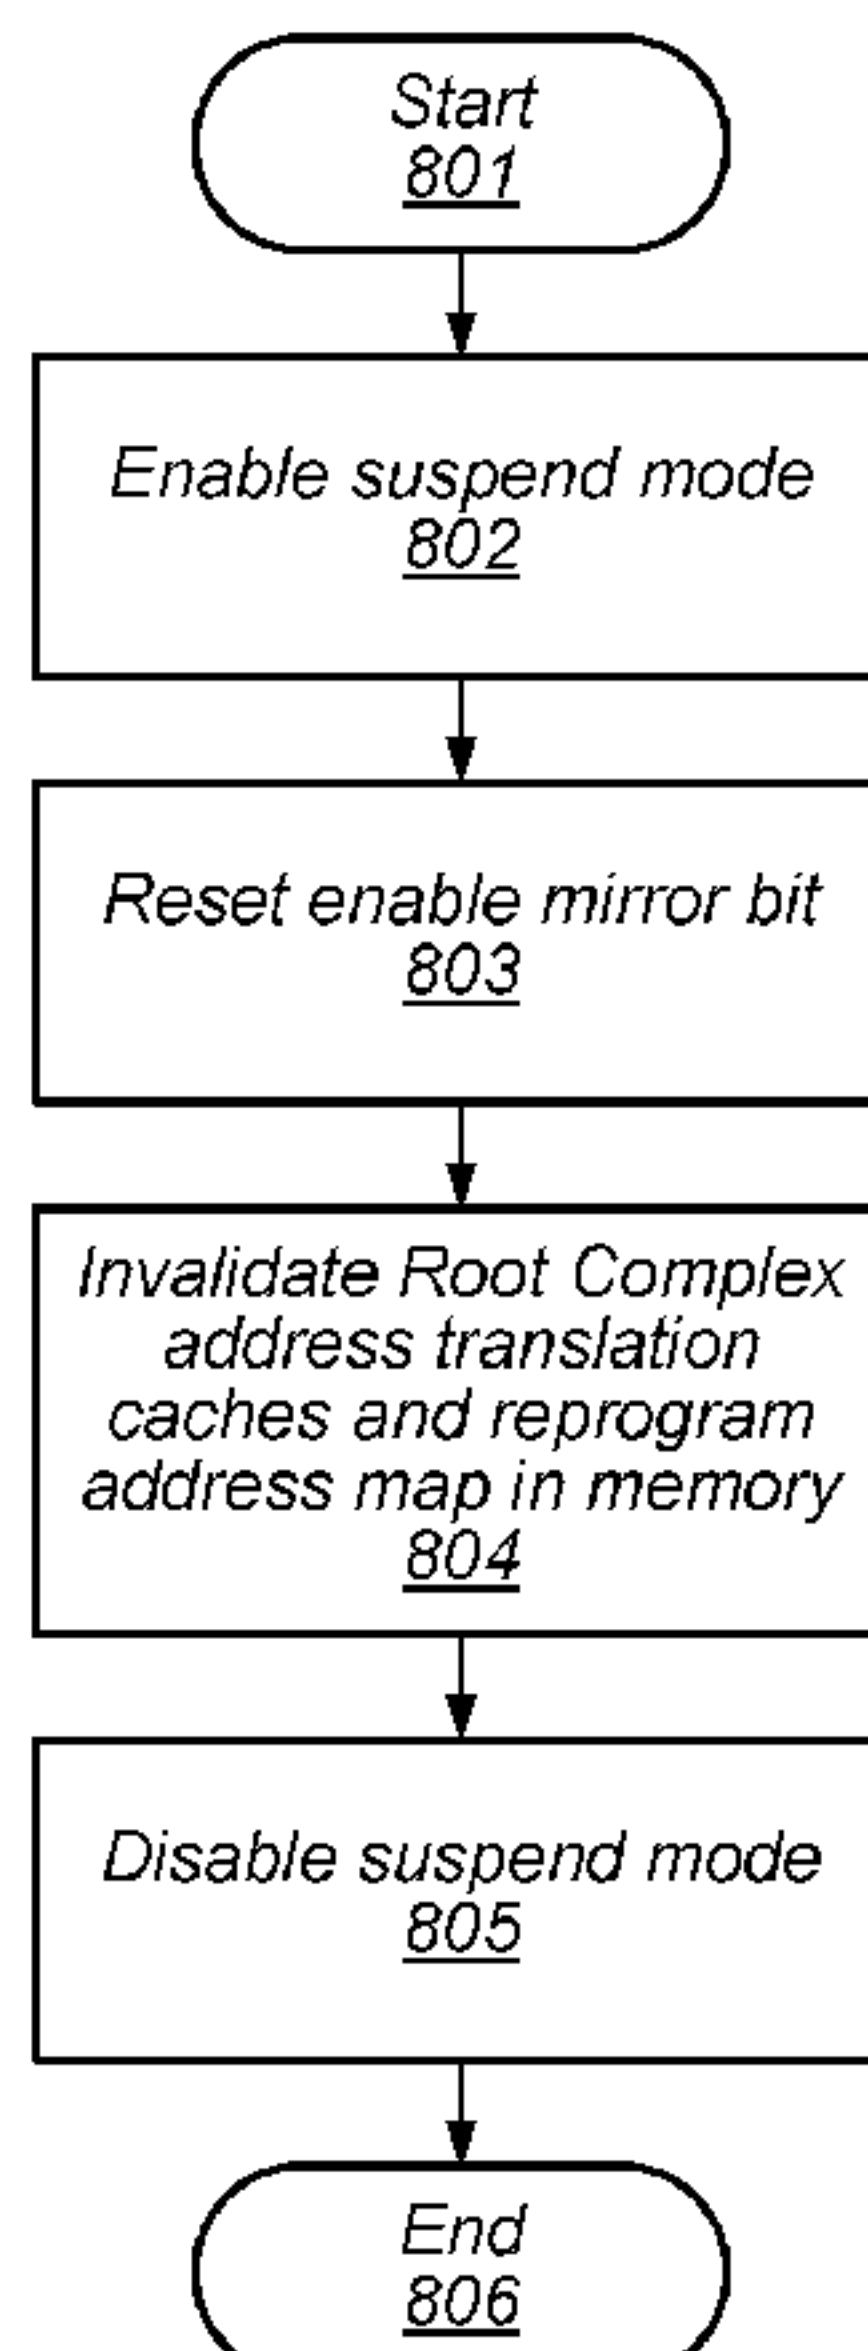 Start
801
Enable suspend mode
802
Reset enable mirror bit
803
Invalidate Root Complex
address translation
caches and reprogram
address map in memory
804
Disable suspend mode
805
End
806